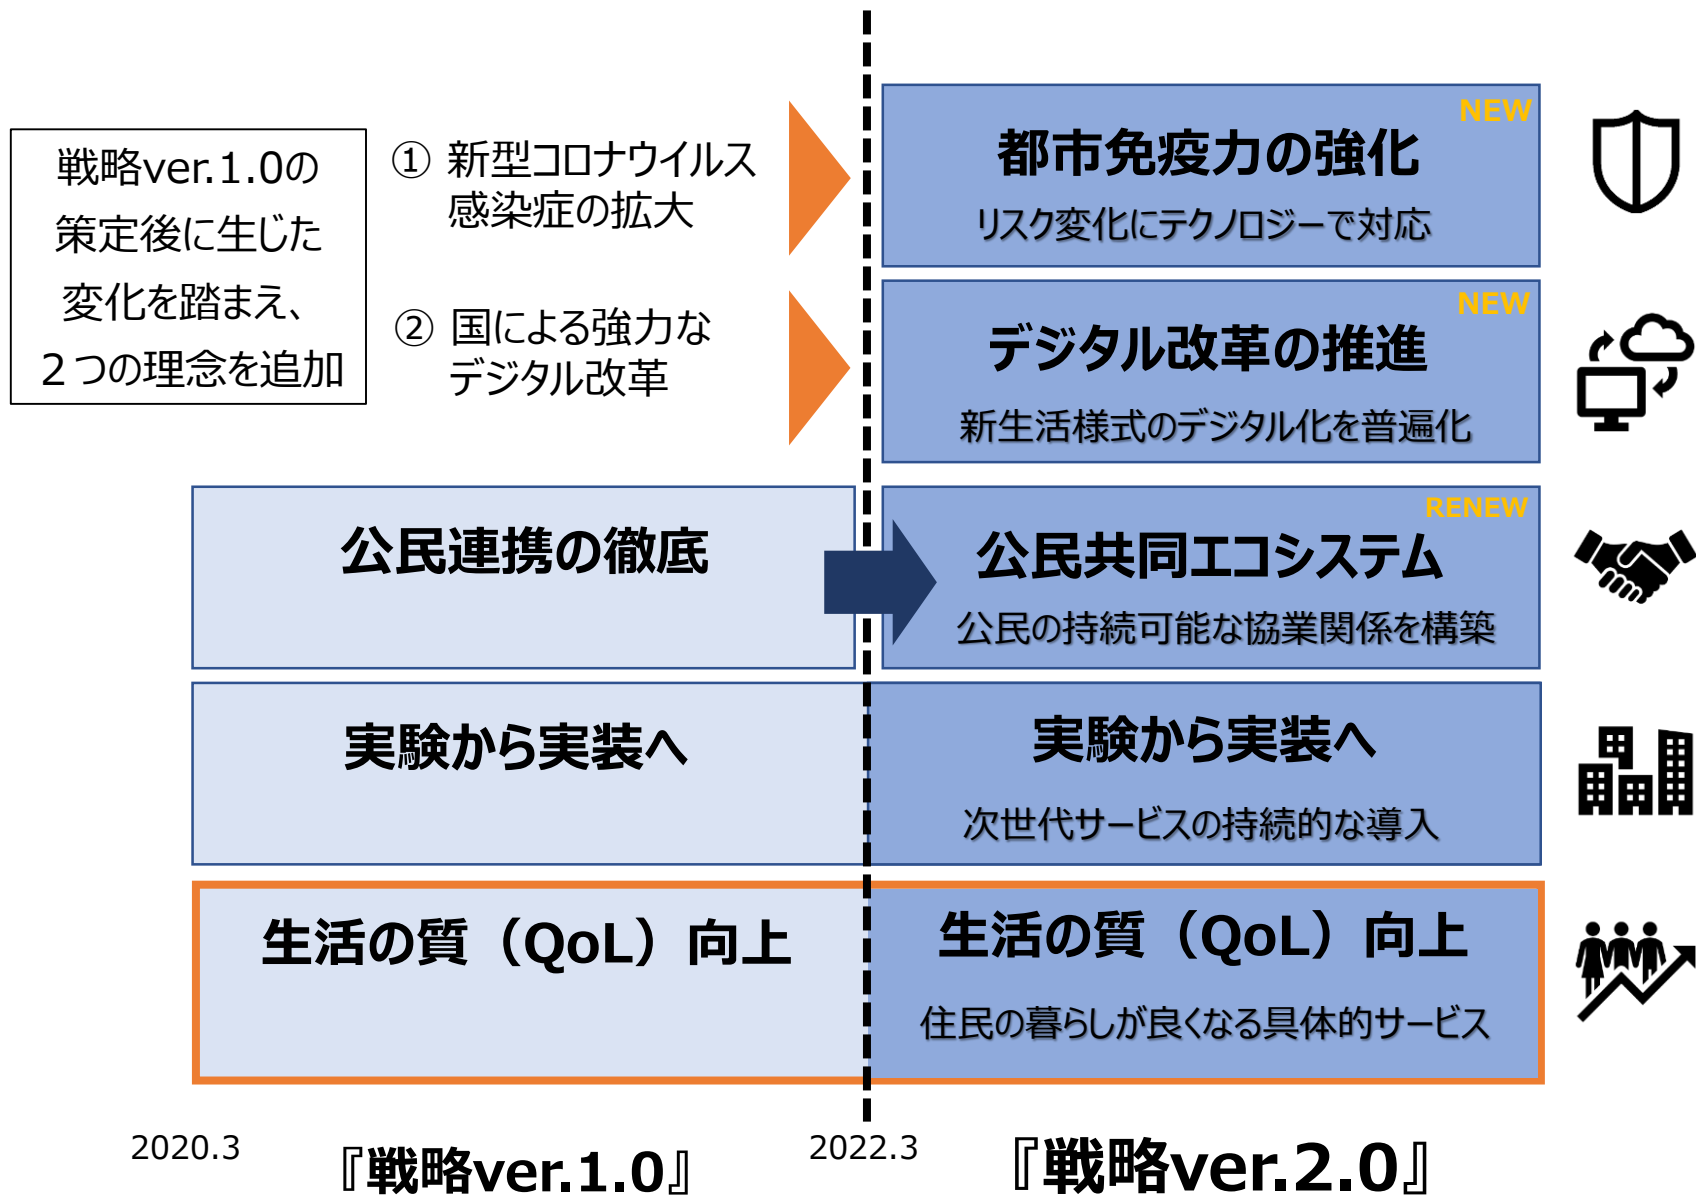 戦略ver.1.0の
策定後に生じた
変化を踏まえ、
２つの理念を追加
① 新型コロナウイルス
感染症の拡大
② 国による強力な
デジタル改革
NEW
都市免疫力の強化
リスク変化にテクノロジーで対応
NEW
デジタル改革の推進
新生活様式のデジタル化を普遍化
公民連携の徹底
RENEW
公民共同エコシステム
公民の持続可能な協業関係を構築
実験から実装へ
実験から実装へ
次世代サービスの持続的な導入
生活の質（QoL）向上
生活の質（QoL）向上
住民の暮らしが良くなる具体的サービス
2020.3
『戦略ver.1.0』
2022.3
『戦略ver.2.0』